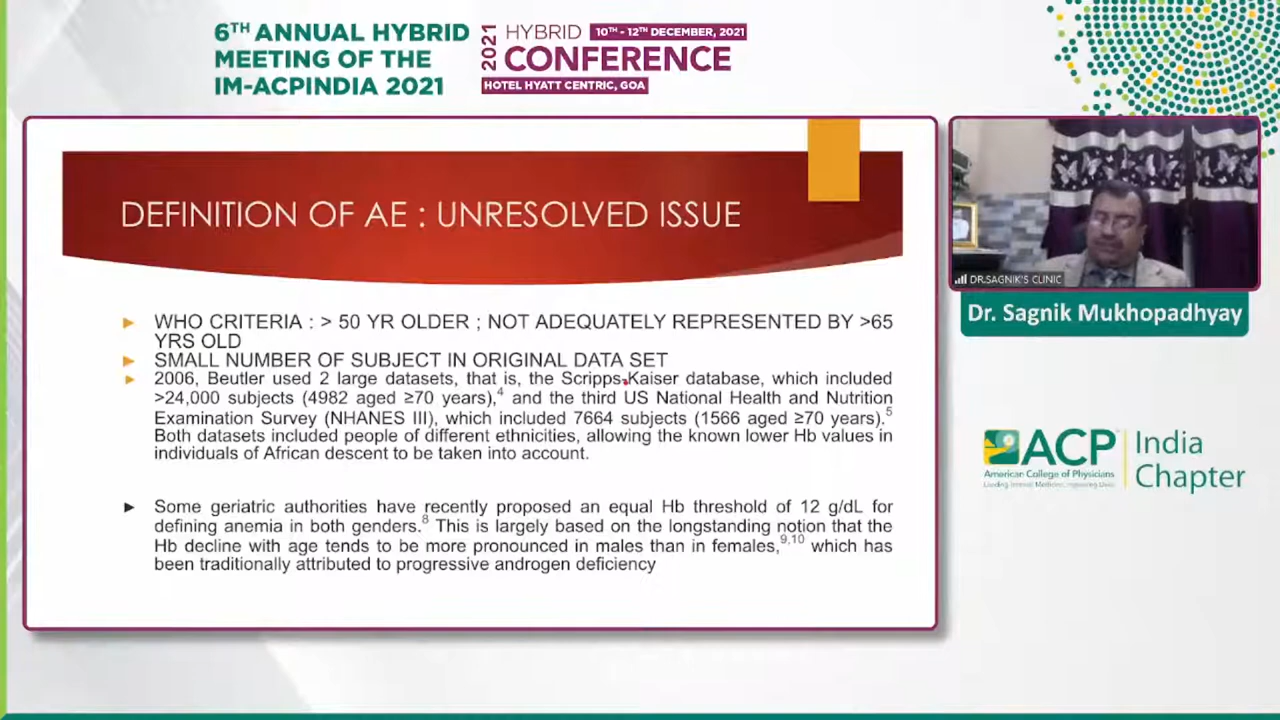 6TH ANNUAL HYBRID
MEETING OF THE
IM-ACPINDIA 2021
2021
HYBRID 10TH - 12TH DECEMBER, 2021
CONFERENCE
HOTEL HYATT CENTRIC, GOA
DEFINITION OF AE : UNRESOLVED ISSUE
WHO CRITERIA : > 50 YR OLDER ; NOT ADEQUATELY REPRESENTED BY >65
YRS OLD
SMALL NUMBER OF SUBJECT IN ORIGINAL DATA SET
2006, Beutler used 2 large datasets, that is, the Scripps-Kaiser database, which included
>24,000 subjects (4982 aged ≥70 years),4 and the third US National Health and Nutrition
Examination Survey (NHANES III), which included 7664 subjects (1566 aged ≥70 years).5
Both datasets included people of different ethnicities, allowing the known lower Hb values in
individuals of African descent to be taken into account.
Some geriatric authorities have recently proposed an equal Hb threshold of 12 g/dL for
defining anemia in both genders.8 This is largely based on the longstanding notion that the
Hb decline with age tends to be more pronounced in males than in females,9,10 which has
been traditionally attributed to progressive androgen deficiency
DR.SAGNIK'S CLINIC
Dr. Sagnik Mukhopadhyay
ACP
American College of Physicians
Leading Internal Medicine, Improving Lives
India
Chapter